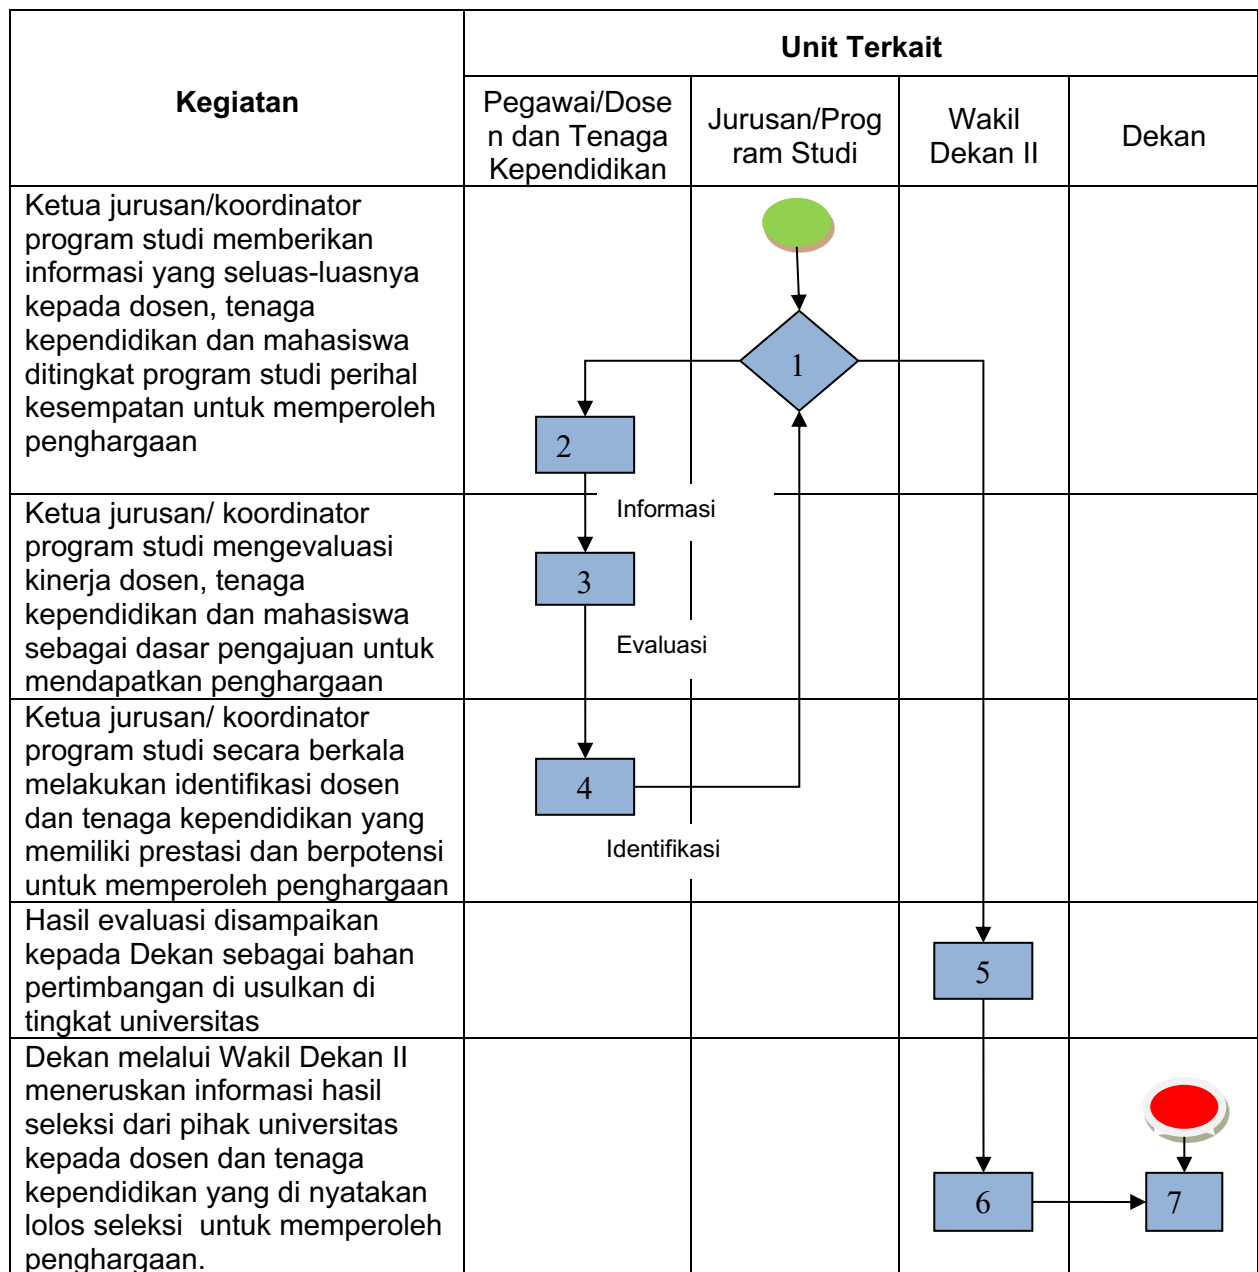 Kegiatan
Unit Terkait
Pegawai/Dose
n dan Tenaga
Kependidikan
Jurusan/Prog
ram Studi
Wakil
Dekan II
Dekan
Ketua jurusan/koordinator
program studi memberikan
informasi yang seluas-luasnya
kepada dosen, tenaga
kependidikan dan mahasiswa
ditingkat program studi perihal
kesempatan untuk memperoleh
penghargaan
1
2
Informasi
Ketua jurusan/ koordinator
program studi mengevaluasi
kinerja dosen, tenaga
kependidikan dan mahasiswa
sebagai dasar pengajuan untuk
mendapatkan penghargaan
3
Evaluasi
Ketua jurusan/ koordinator
program studi secara berkala
melakukan identifikasi dosen
dan tenaga kependidikan yang
memiliki prestasi dan berpotensi
untuk memperoleh penghargaan
4
Identifikasi
Hasil evaluasi disampaikan
kepada Dekan sebagai bahan
pertimbangan di usulkan di
tingkat universitas
5
Dekan melalui Wakil Dekan II
meneruskan informasi hasil
seleksi dari pihak universitas
kepada dosen dan tenaga
kependidikan yang di nyatakan
lolos seleksi  untuk memperoleh
penghargaan.
6
7